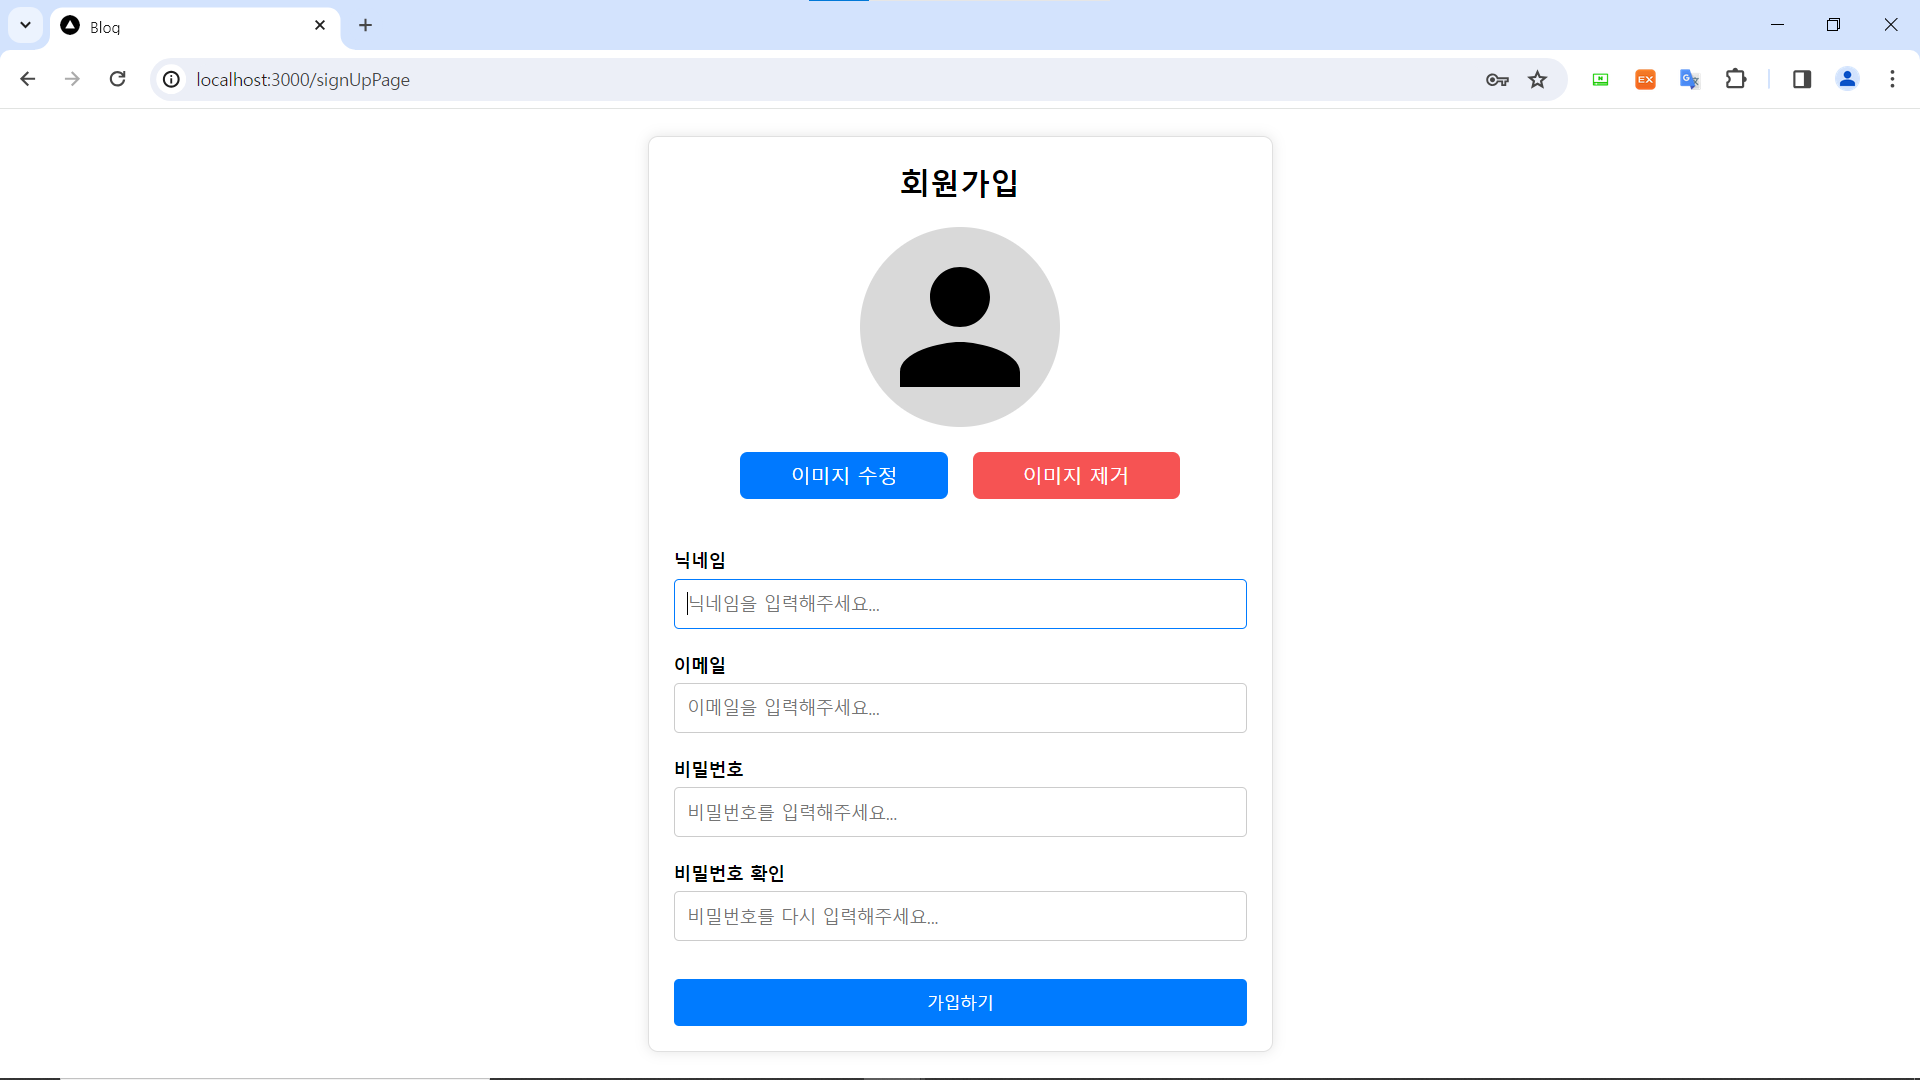 Bloq
localhost:3000/signUpPage
EX
회원가입
이미지 수정
이미지 제거
닉네임
닉네임을 입력해주세요...
이메일
이메일을 입력해주세요...
비밀번호
비밀번호를 입력해주세요...
비밀번호 확인
비밀번호를 다시 입력해주세요...
가입하기